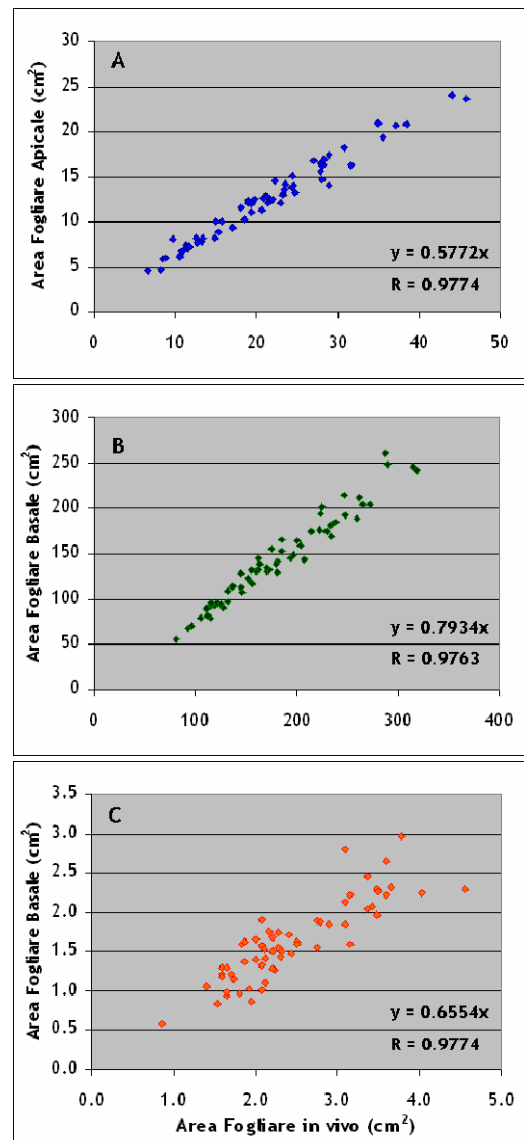 A
Area Fogliare Apicale (cm²)
30
25
20
15
10
5
0
y = 0.5772x
R = 0.9774
0 10 20 30 40 50
B
Area Fogliare Basale (cm²)
300
250
200
150
100
50
0
y = 0.7934x
R = 0.9763
0 100 200 300 400
C
Area Fogliare Basale (cm²)
3.5
3.0
2.5
2.0
1.5
1.0
0.5
0.0
y = 0.6554x
R = 0.9774
0.0 1.0 2.0 3.0 4.0 5.0
Area Fogliare in vivo (cm²)